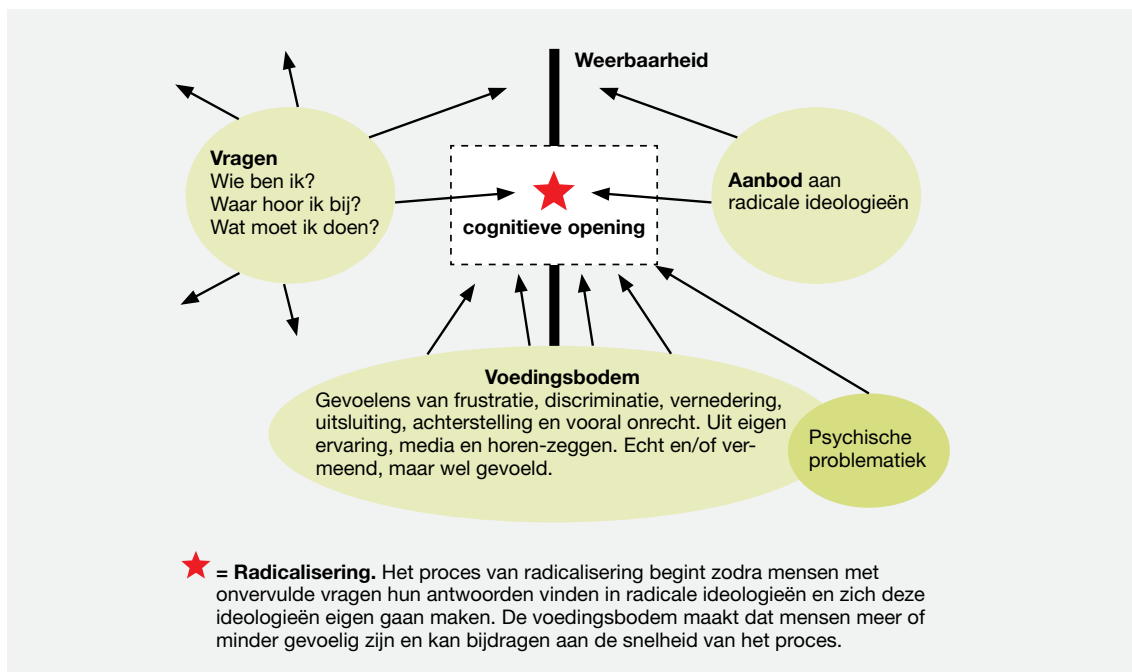 Weerbaarheid
Vragen
Wie ben ik?
Waar hoor ik bij?
Wat moet ik doen?
cognitieve opening
Aanbod aan
radicale ideologieën
Voedingsbodem
Gevoelens van frustratie, discriminatie, vernedering,
uitsluiting, achterstelling en vooral onrecht. Uit eigen
ervaring, media en horen-zeggen. Echt en/of ver-
meend, maar wel gevoeld.
Psychische
problematiek
= Radicalisering. Het proces van radicalisering begint zodra mensen met
onvervulde vragen hun antwoorden vinden in radicale ideologieën en zich deze
ideologieën eigen gaan maken. De voedingsbodem maakt dat mensen meer of
minder gevoelig zijn en kan bijdragen aan de snelheid van het proces.